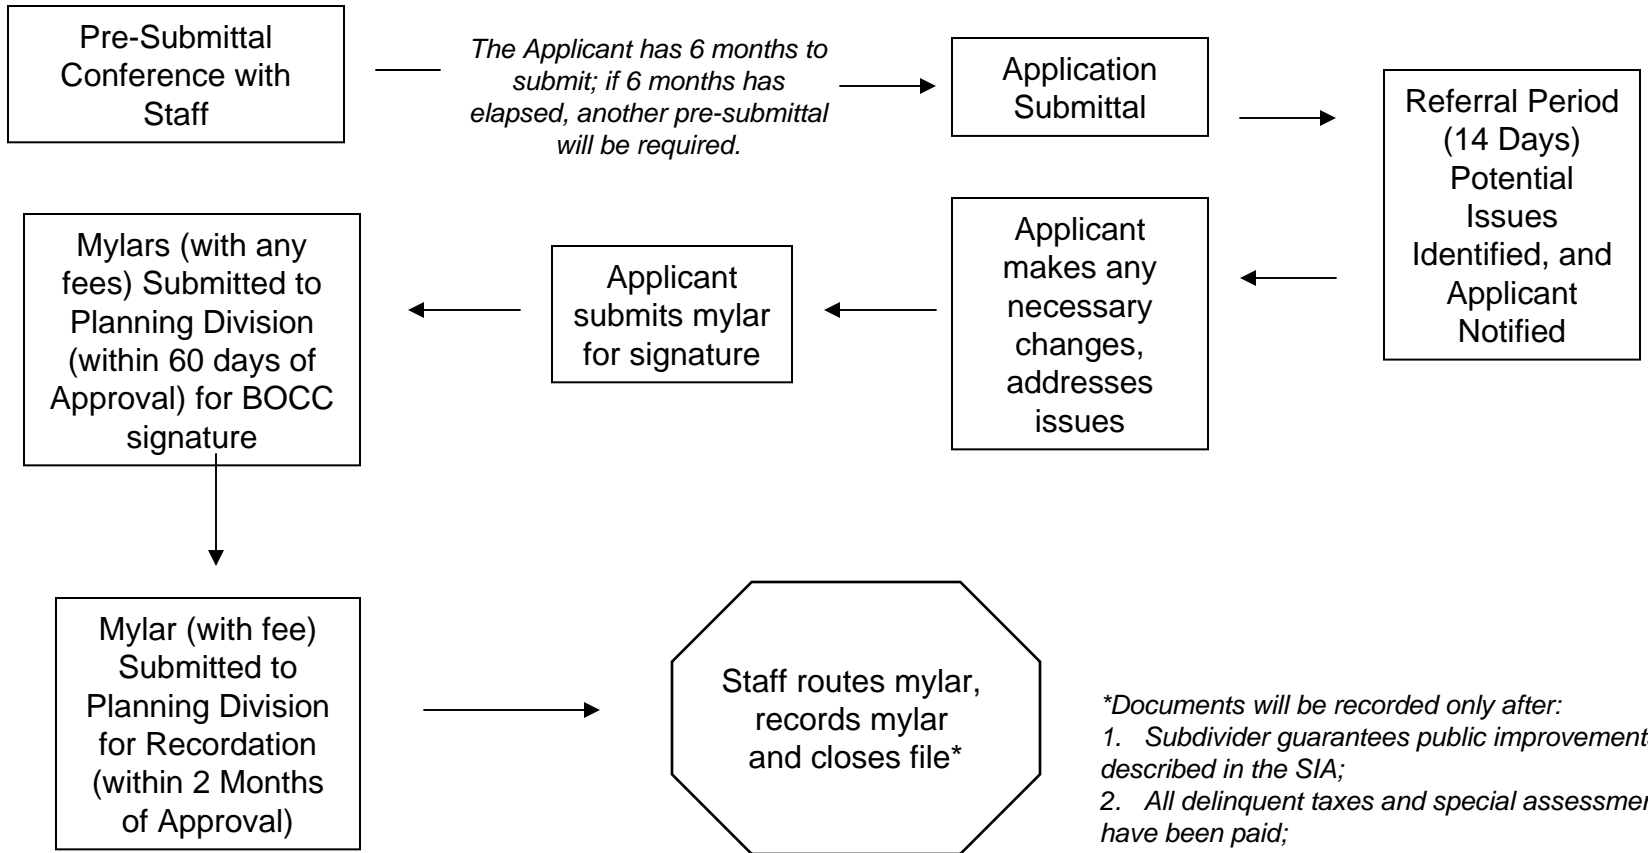 Pre-Submittal
Conference with
Staff
The Applicant has 6 months to
submit; if 6 months has
elapsed, another pre-submittal
will be required.
Application
Submittal
Referral Period
(14 Days)
Potential
Issues
Identified, and
Applicant
Notified
Applicant
makes any
necessary
changes,
addresses
issues
Applicant
submits mylar
for signature
Mylars (with any
fees) Submitted to
Planning Division
(within 60 days of
Approval) for BOCC
signature
Mylar (with fee)
Submitted to
Planning Division
for Recordation
(within 2 Months
of Approval)
Staff routes mylar,
records mylar
and closes file*
*Documents will be recorded only after:
1. Subdivider guarantees public improvements
described in the SIA;
2. All delinquent taxes and special
have been paid;